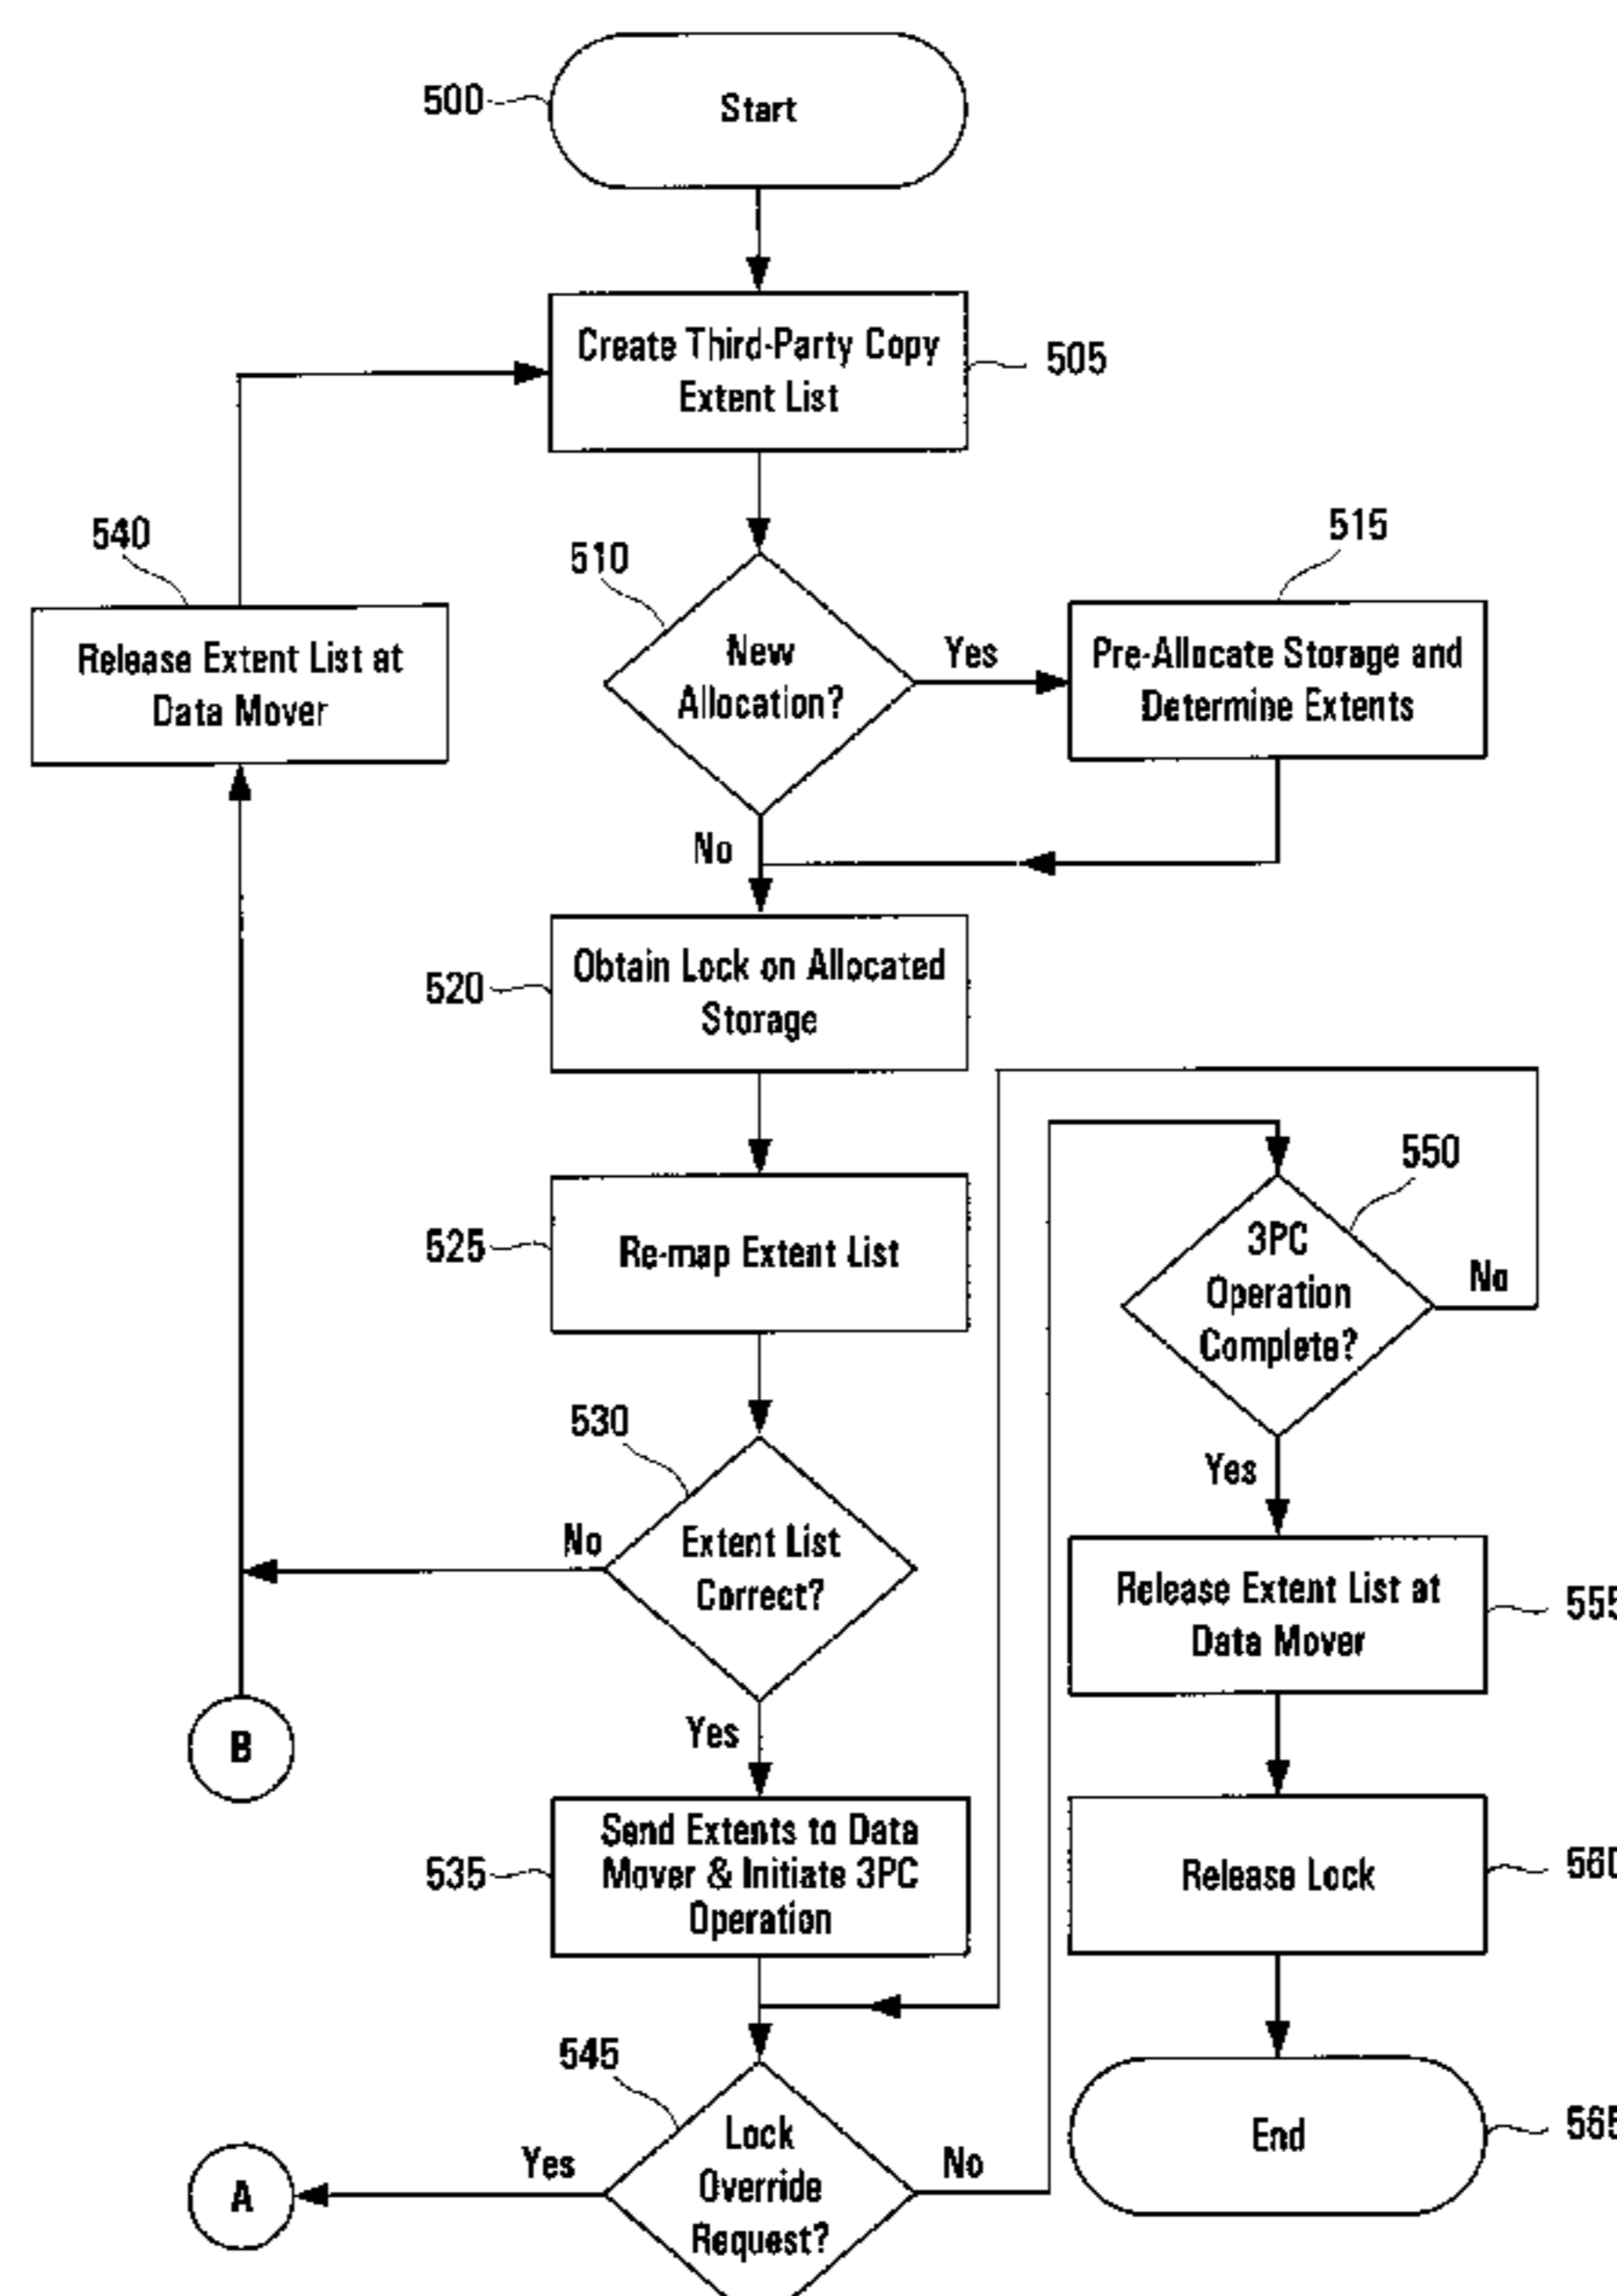 500
Start
Create Third-Party Copy
Extent List
505
540
Release Extent List at
Data Mover
510
New
Allocation?
Yes
No
515
Pre-Allocate Storage and
Determine Extents
520
Obtain Lock on Allocated
Storage
525
Re-map Extent List
530
Extent List
Correct?
No
Yes
B
535
Send Extents to Data
Mover & Initiate 3PC
Operation
545
Lock
Override
Request?
Yes
No
A
550
3PC
Operation
Complete?
No
Yes
Release Extent List at
Data Mover
555
Release Lock
560
End
565